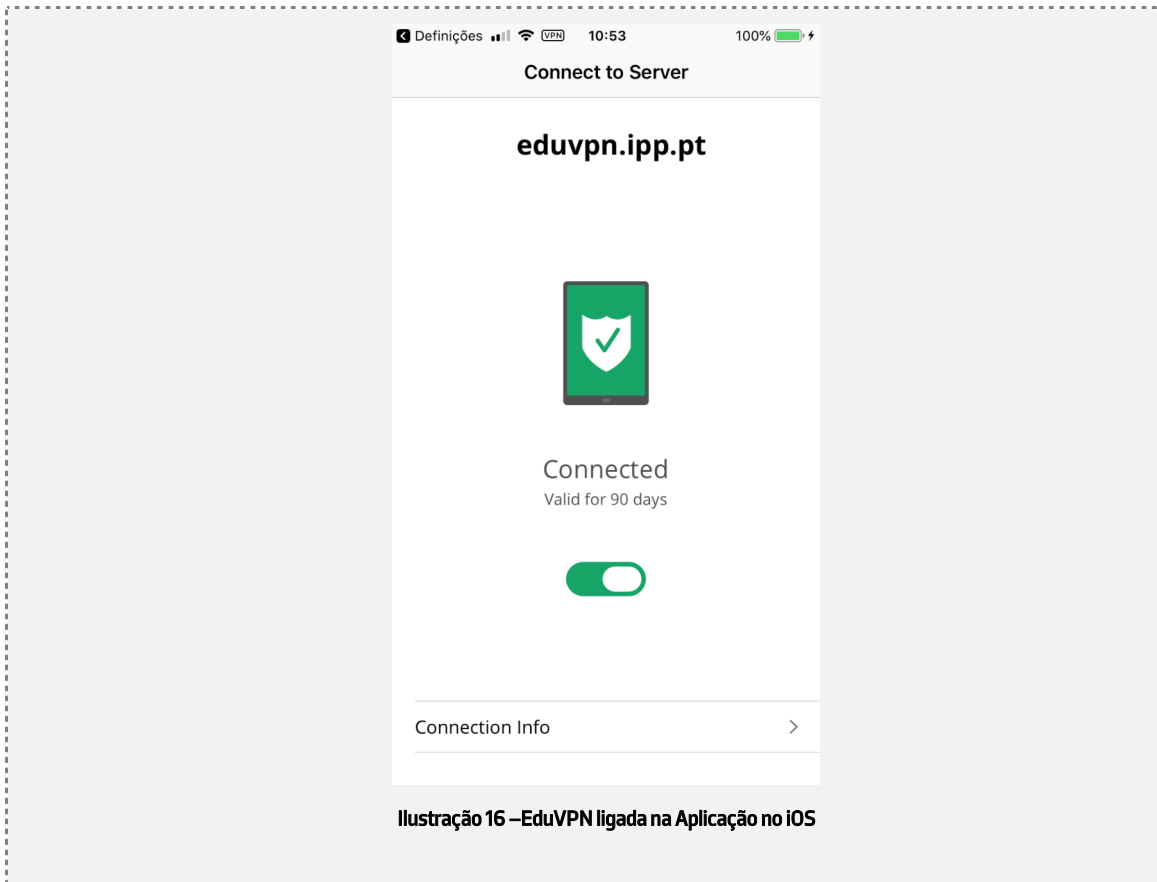 Definições VPN 10:53 100%
Connect to Server
eduvpn.ipp.pt
Connected
Valid for 90 days
Connection Info
Ilustração 16 –EduVPN ligada na Aplicação no iOS